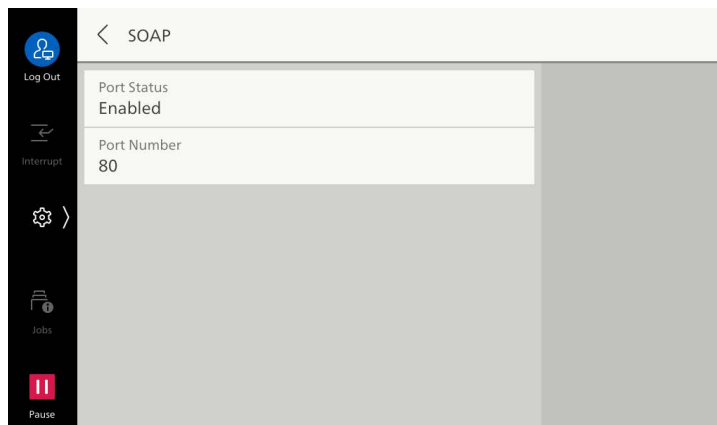 SOAP
Log Out
Port Status
Enabled
Port Number
80
Interrupt
Jobs
Pause